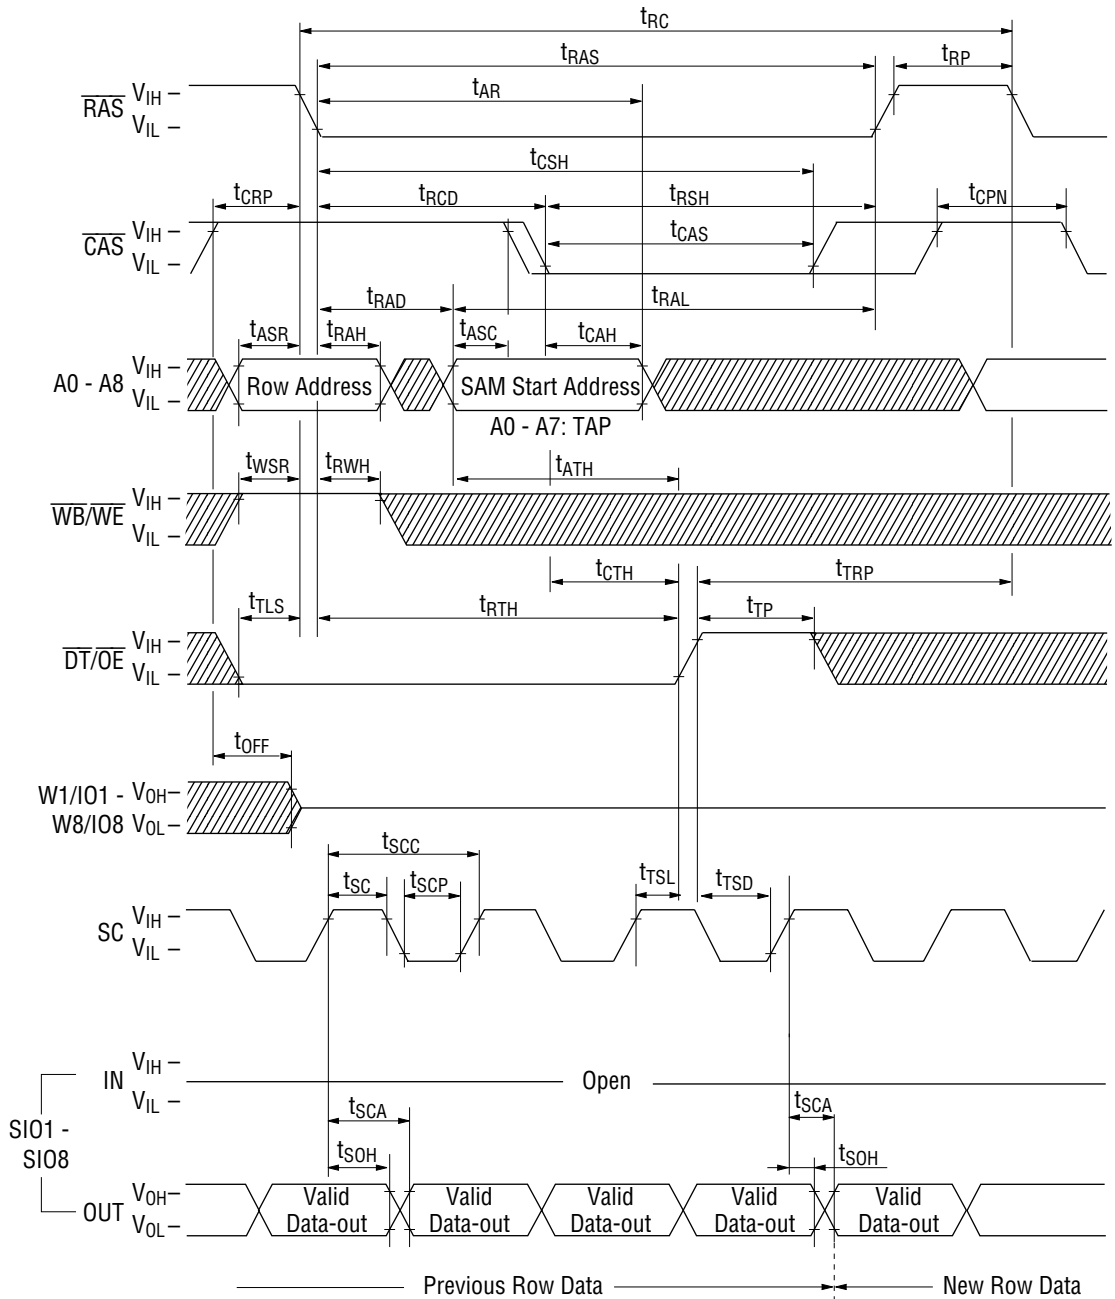 tRC
tRAS
tRP
tAR
RAS
VIH
VIL
tCSH
tCRP
tRCD
tRSH
tCPN
CAS
VIH
VIL
tCAS
tRAD
tRAL
tASR
tRAH
tASC
tCAH
A0 - A8
VIH
VIL
Row Address
SAM Start Address
A0 - A7: TAP
tWSR
tRWH
tATH
WB/WE
VIH
VIL
tCTH
tTRP
tTLS
tRTH
tTP
DT/OE
VIH
VIL
tOFF
W1/IO1 - VOH
W8/IO8 VOL
tSCC
tSC
tSCP
tTSL
tTSD
SC
VIH
VIL
SIO1 -
SIO8
IN
VIH
VIL
Open
tSCA
tSCA
tSOH
tSOH
OUT
VOH
VOL
Valid
Data-out
Valid
Data-out
Valid
Data-out
Valid
Data-out
Valid
Data-out
Previous Row Data
New Row Data